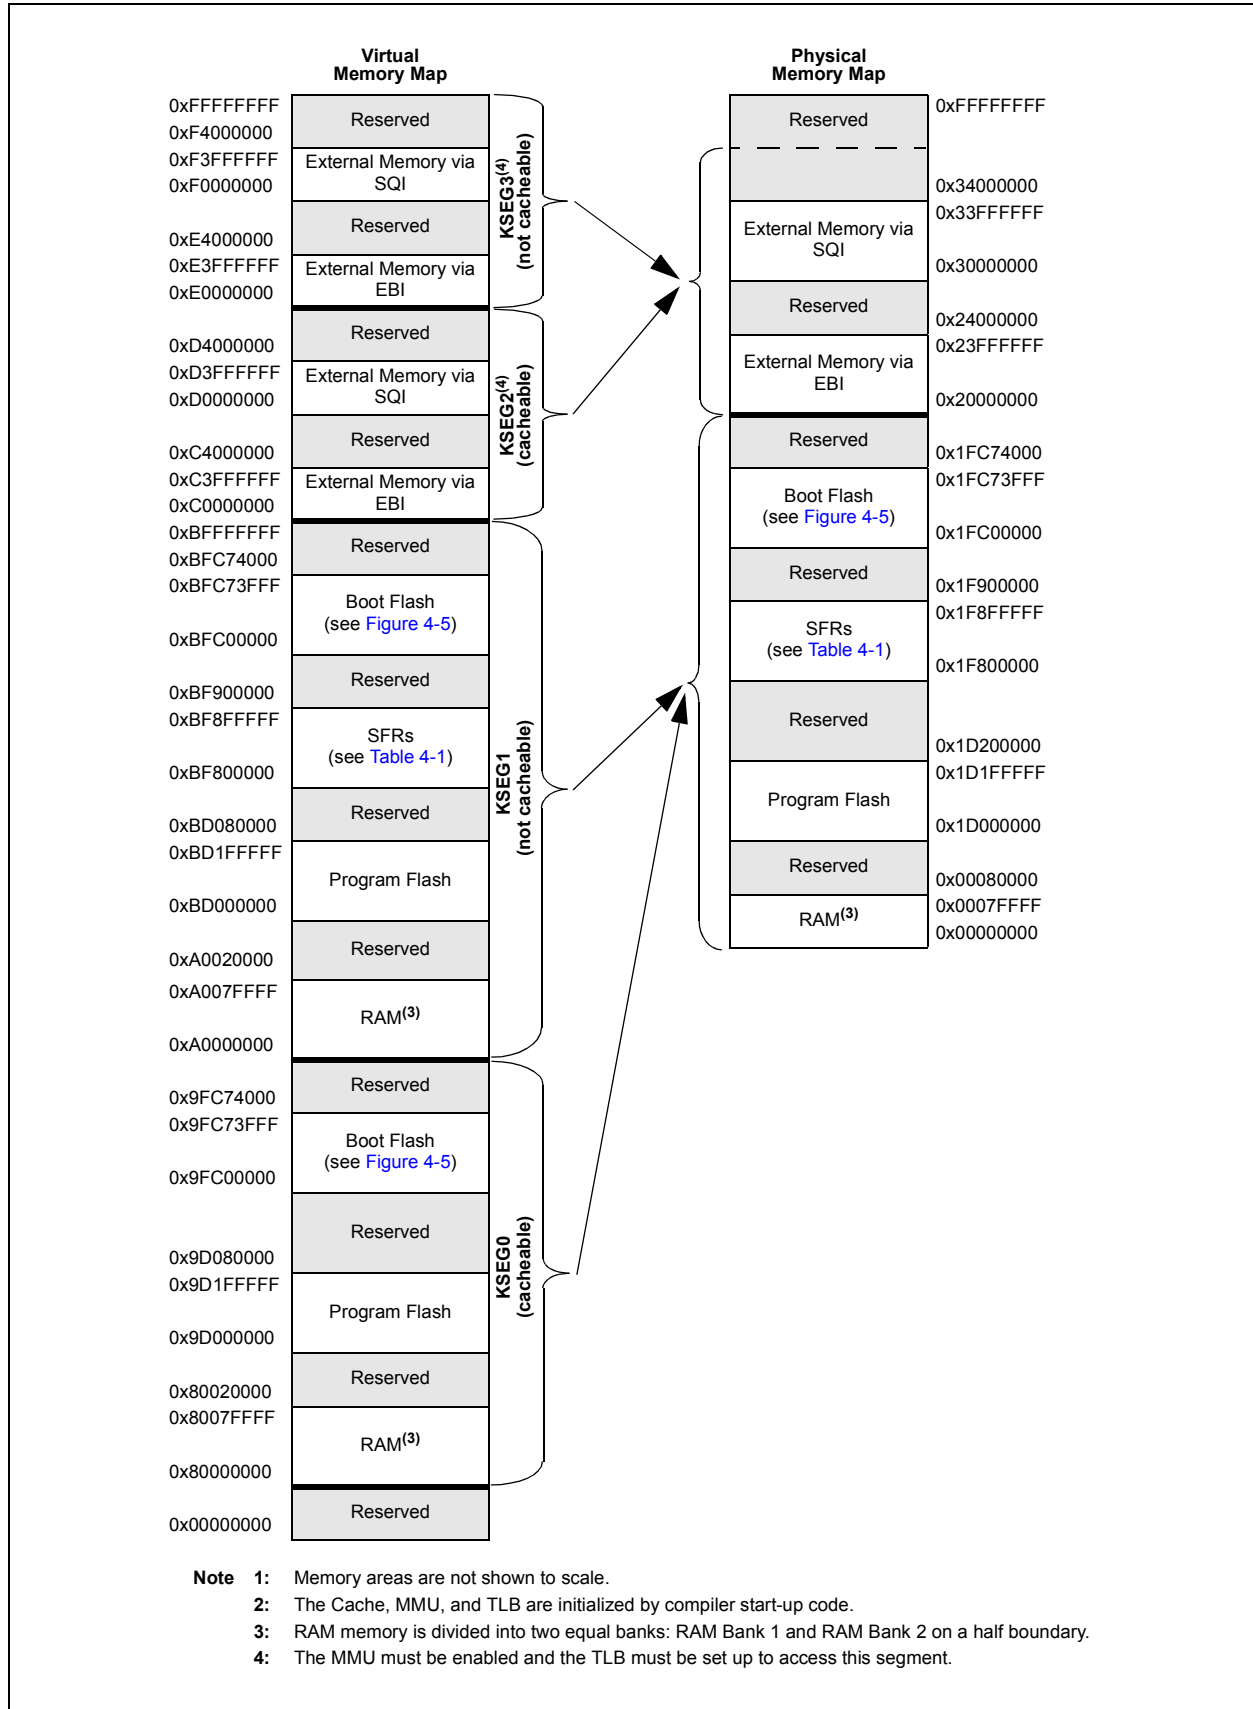 Virtual
Memory Map
0xFFFFFFFF
Reserved
0xF4000000
0xF3FFFFFF
External Memory via
SQI
0xF0000000
Reserved
0xE4000000
0xE3FFFFFF
External Memory via
EBI
0xE0000000
KSEG3(4)
(not cacheable)
Reserved
0xD4000000
0xD3FFFFFF
External Memory via
SQI
0xD0000000
Reserved
0xC4000000
0xC3FFFFFF
External Memory via
EBI
0xC0000000
KSEG2(4)
(cacheable)
0xBFFFFFFF
Reserved
0xBFC74000
0xBFC73FFF
Boot Flash
(see Figure 4-5)
0xBFC00000
Reserved
0xBF900000
0xBF8FFFFF
SFRs
(see Table 4-1)
0xBF800000
Reserved
0xBD080000
0xBD1FFFFF
Program Flash
0xBD000000
Reserved
0xA0020000
0xA007FFFF
RAM(3)
0xA0000000
KSEG1
(not cacheable)
Reserved
0x9FC74000
0x9FC73FFF
Boot Flash
(see Figure 4-5)
0x9FC00000
Reserved
0x9D080000
0x9D1FFFFF
Program Flash
0x9D000000
Reserved
0x80020000
0x8007FFFF
RAM(3)
0x80000000
KSEG0
(cacheable)
Reserved
0x00000000
Physical
Memory Map
0xFFFFFFFF
Reserved
0x34000000
0x33FFFFFF
External Memory via
SQI
0x30000000
Reserved
0x24000000
0x23FFFFFF
External Memory via
EBI
0x20000000
Reserved
0x1FC74000
0x1FC73FFF
Boot Flash
(see Figure 4-5)
0x1FC00000
Reserved
0x1F900000
0x1F8FFFFF
SFRs
(see Table 4-1)
0x1F800000
Reserved
0x1D200000
0x1D1FFFFF
Program Flash
0x1D000000
Reserved
0x00080000
0x0007FFFF
RAM(3)
0x00000000
Note 1: Memory areas are not shown to scale.
2: The Cache, MMU, and TLB are initialized by compiler start-up code.
3: RAM memory is divided into two equal banks: RAM Bank 1 and RAM Bank 2 on a half boundary.
4: The MMU must be enabled and the TLB must be set up to access this segment.